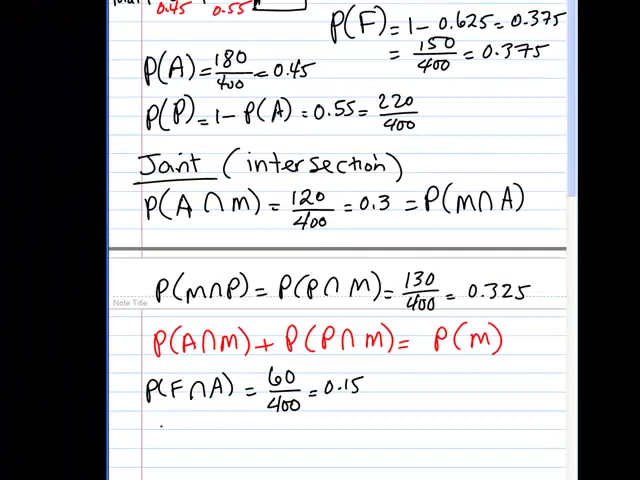 0.45 0.55
P(F) = 1 - 0.625 = 0.375
= 150/400 = 0.375
P(A) = 180/400 = 0.45
P(P) = 1 - P(A) = 0.55 = 220/400
Joint (intersection)
P(A ∩ M) = 120/400 = 0.3 = P(M ∩ A)
P(M ∩ P) = P(P ∩ M) = 130/400 = 0.325
Note Title
P(A ∩ M) + P(P ∩ M) = P(M)
P(F ∩ A) = 60/400 = 0.15